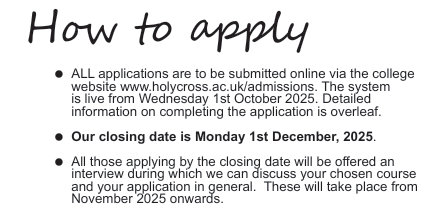 How to apply
● ALL applications are to be submitted online via the college
website www.holycross.ac.uk/admissions. The system
is live from Wednesday 1st October 2025. Detailed
information on completing the application is overleaf.
● Our closing date is Monday 1st December, 2025.
● All those applying by the closing date will be offered an
interview during which we can discuss your chosen course
and your application in general.  These will take place from
November 2025 onwards.